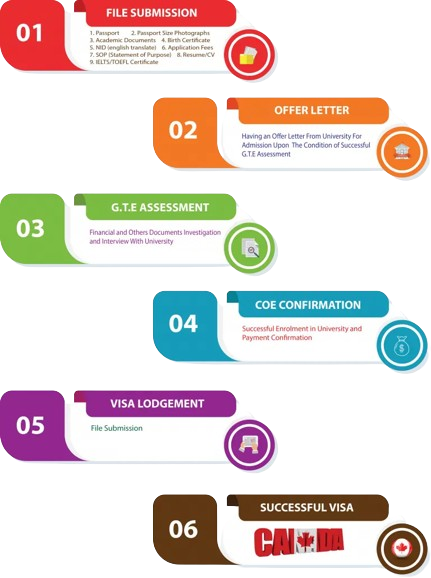 01
FILE SUBMISSION
1. Passport 2. Passport Size Photographs
3. Academic Documents 4. Birth Certificate
5. NID (english translate) 6. Application Fees
7. SOP (Statement of Purpose) 8. Resume/CV
9. IELTS/TOEFL Certificate
02
OFFER LETTER
Having an Offer Letter From University For
Admission Upon The Condition of Successful
G.T.E Assessment
03
G.T.E ASSESSMENT
Financial and Others Documents Investigation
and Interview With University
04
COE CONFIRMATION
Successful Enrolment in University and
Payment Confirmation
$
05
VISA LODGEMENT
File Submission
06
SUCCESSFUL VISA
CANADA